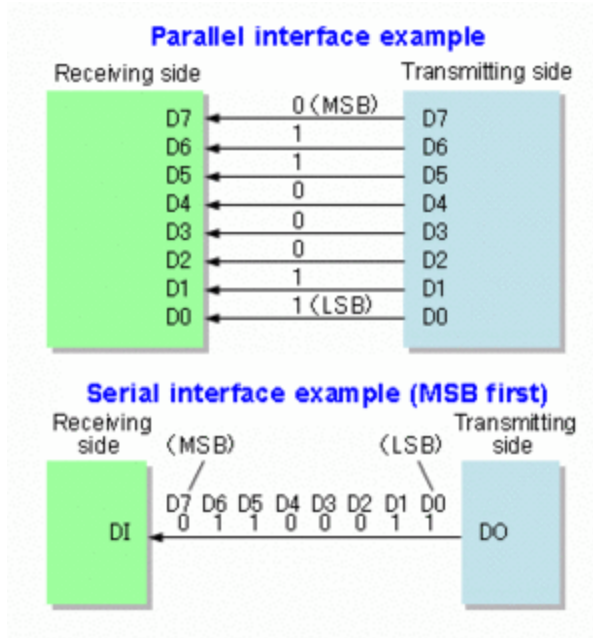 Parallel interface example
Receiving side Transmitting side
0 (MSB)
D7 D7
1
D6 D6
1
D5 D5
0
D4 D4
0
D3 D3
0
D2 D2
1
D1 D1
1 (LSB)
D0 D0
Serial interface example (MSB first)
Receiving side
Transmitting side
(MSB) (LSB)
D7 D6 D5 D4 D3 D2 D1 D0
0 1 1 0 0 0 1 1
DI DO